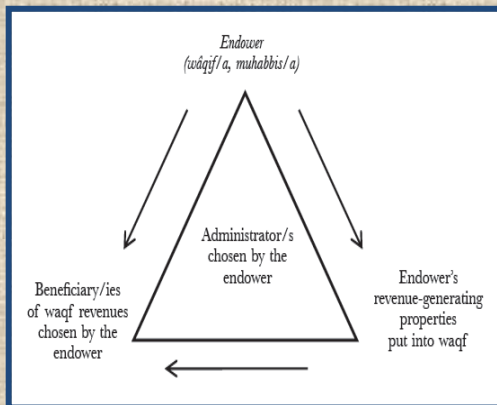 Endower
(wâqif/a, muhabbis/a)
Administrator/s
chosen by the
endower
Beneficiary/ies
of waqf revenues
chosen by the
endower
Endower's
revenue-generating
properties
put into waqf